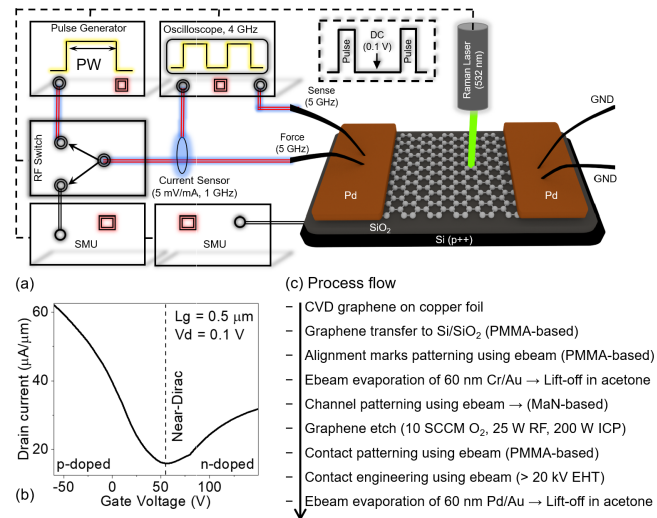 Pulse Generator
PW
Oscilloscope, 4 GHz
Pulse
DC
(0.1 V)
Pulse
Raman Laser
(532 nm)
Sense
(5 GHz)
Force
(5 GHz)
GND
GND
RF Switch
Current Sensor
(5 mV/mA, 1 GHz)
Pd
Pd
SiO2
Si (p++)
SMU
SMU
(a)
Drain current (μA/μm)
60
40
20
Lg = 0.5 μm
Vd = 0.1 V
Near-Dirac
p-doped
n-doped
-50
0
50
100
Gate Voltage (V)
(b)
(c) Process flow
– CVD graphene on copper foil
– Graphene transfer to Si/SiO2 (PMMA-based)
– Alignment marks patterning using ebeam (PMMA-based)
– Ebeam evaporation of 60 nm Cr/Au → Lift-off in acetone
– Channel patterning using ebeam → (MaN-based)
– Graphene etch (10 SCCM O2, 25 W RF, 200 W ICP)
– Contact patterning using ebeam (PMMA-based)
– Contact engineering using ebeam (> 20 kV EHT)
– Ebeam evaporation of 60 nm Pd/Au → Lift-off in acetone